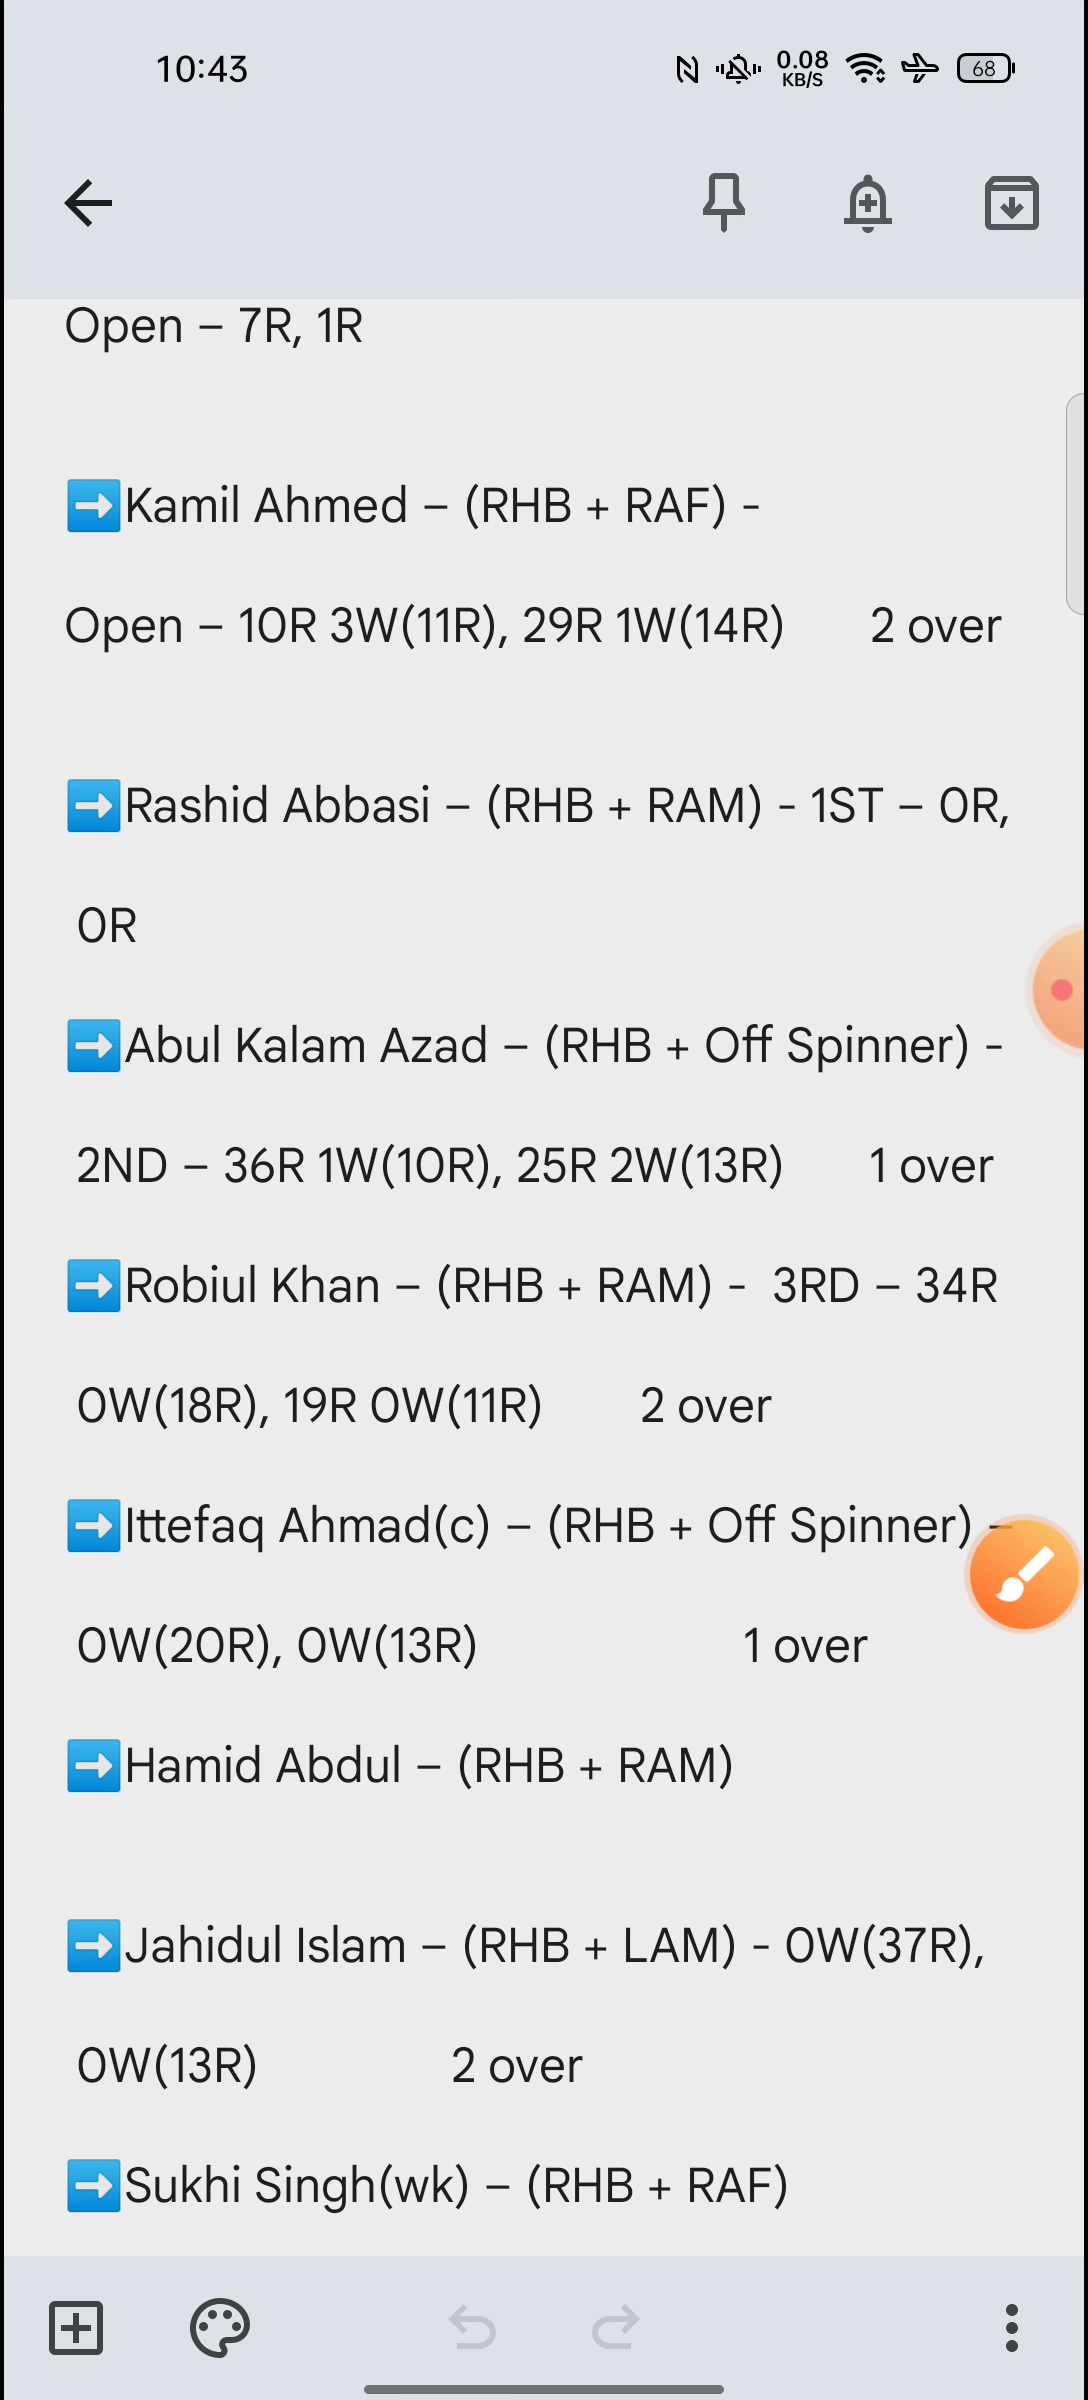 10:43
0.08
KB/S
68
Open – 7R, 1R
➡️Kamil Ahmed – (RHB + RAF) -
Open – 10R 3W(11R), 29R 1W(14R) 2 over
➡️Rashid Abbasi – (RHB + RAM) - 1ST – 0R,
0R
➡️Abul Kalam Azad – (RHB + Off Spinner) -
2ND – 36R 1W(10R), 25R 2W(13R) 1 over
➡️Robiul Khan – (RHB + RAM) - 3RD – 34R
0W(18R), 19R 0W(11R) 2 over
➡️Ittefaq Ahmad(c) – (RHB + Off Spinner) –
0W(20R), 0W(13R) 1 over
➡️Hamid Abdul – (RHB + RAM)
➡️Jahidul Islam – (RHB + LAM) - 0W(37R),
0W(13R) 2 over
➡️Sukhi Singh(wk) – (RHB + RAF)